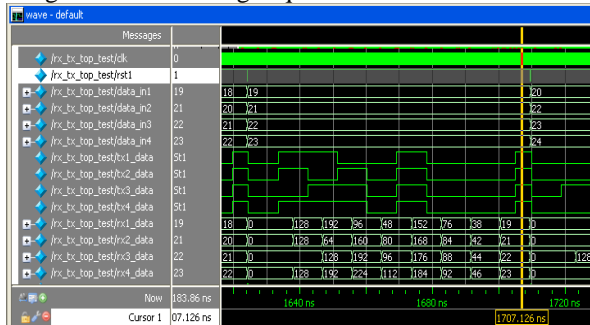 wave - default
Messages
/rx_tx_top_test/clk 0
/rx_tx_top_test/rst1 1
/rx_tx_top_test/data_in1 19 18 19 20
/rx_tx_top_test/data_in2 21 20 21 22
/rx_tx_top_test/data_in3 22 21 22 23
/rx_tx_top_test/data_in4 23 22 23 24
/rx_tx_top_test/tx1_data St1
/rx_tx_top_test/tx2_data St1
/rx_tx_top_test/tx3_data St1
/rx_tx_top_test/tx4_data St1
/rx_tx_top_test/rx1_data 19 18 0 128 192 96 48 152 76 38 19 0
/rx_tx_top_test/rx2_data 21 20 0 128 64 160 80 168 84 42 21 0
/rx_tx_top_test/rx3_data 22 21 0 128 192 96 176 88 44 22 0 128
/rx_tx_top_test/rx4_data 23 22 0 128 192 224 112 184 92 46 23 0
Now 183.86 ns 1640 ns 1680 ns 1720 ns
Cursor 1 07.126 ns 1707.126 ns